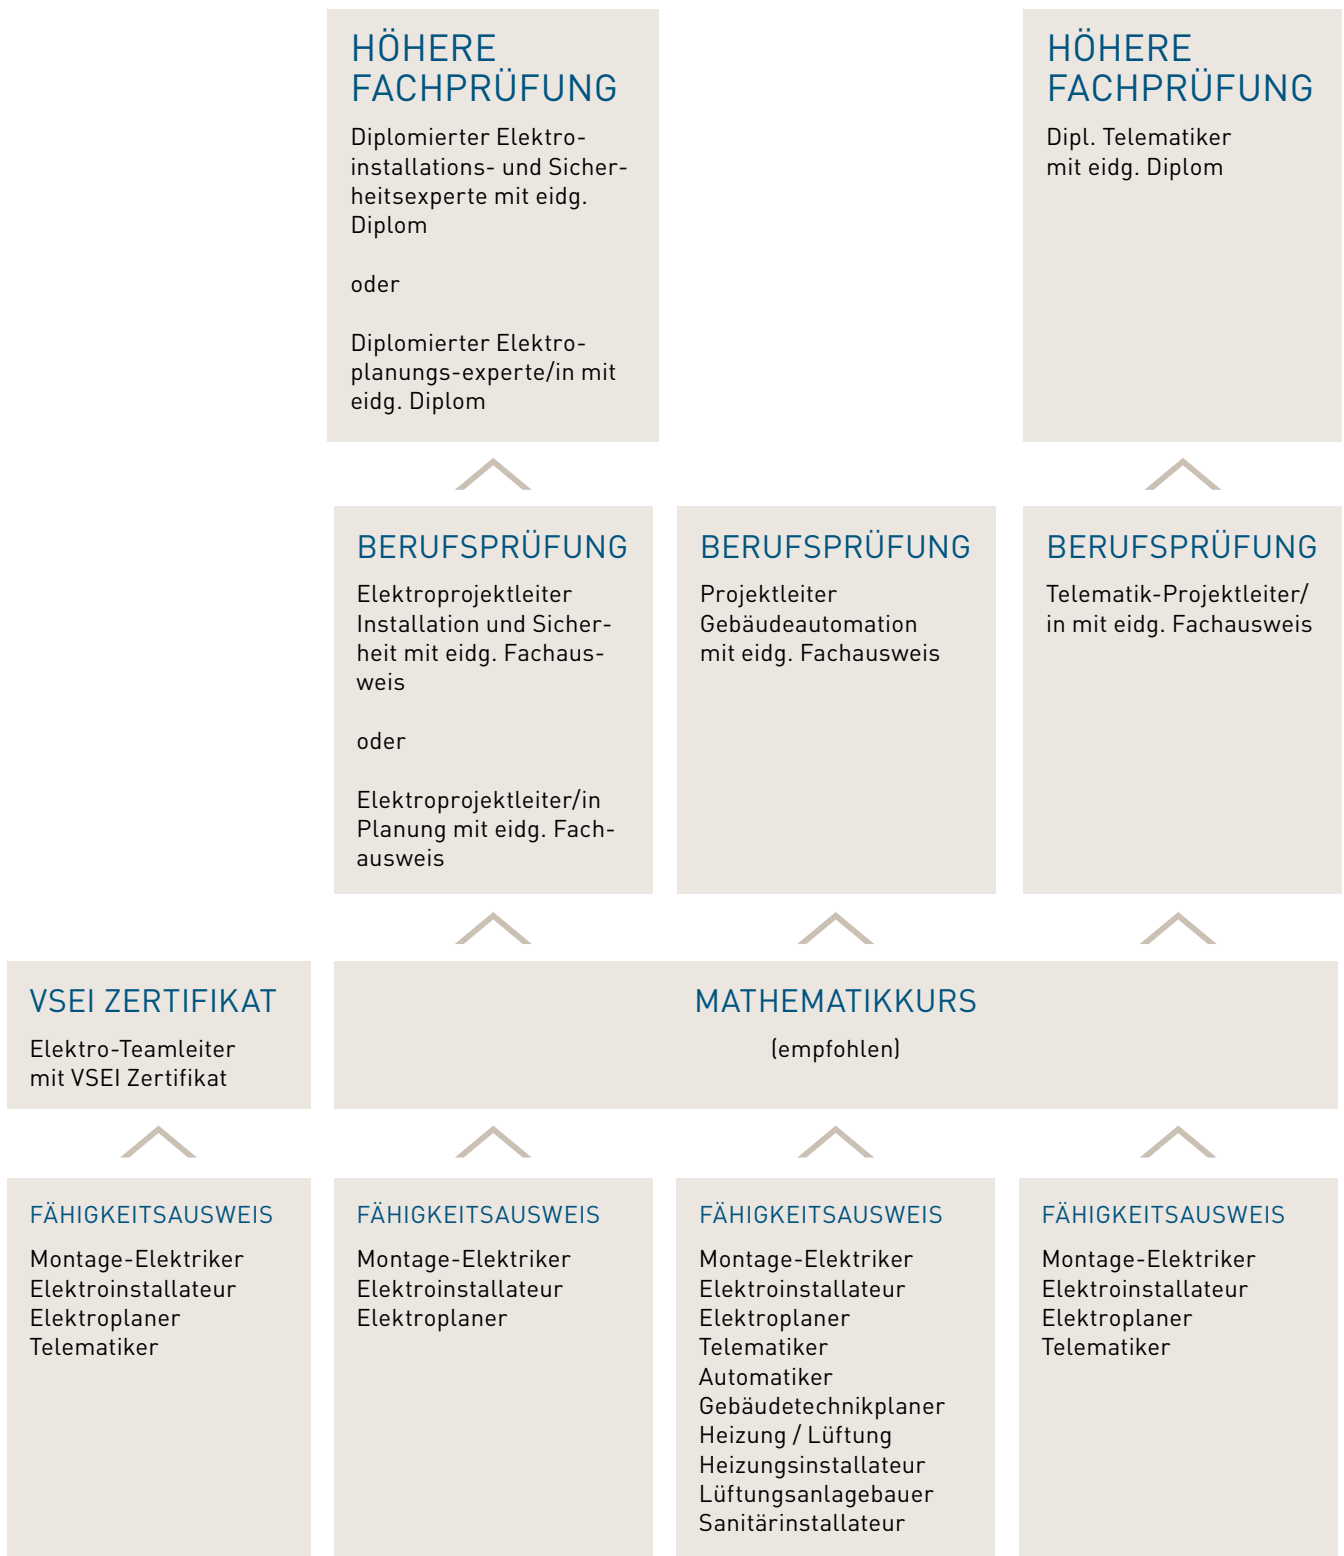 HÖHERE
FACHPRÜFUNG
Diplomierter Elektro-
installations- und Sicher-
heitsexperte mit eidg.
Diplom
oder
Diplomierter Elektro-
planungs-experte/in mit
eidg. Diplom
HÖHERE
FACHPRÜFUNG
Dipl. Telematiker
mit eidg. Diplom
BERUFSPRÜFUNG
Elektroprojektleiter
Installation und Sicher-
heit mit eidg. Fachaus-
weis
oder
Elektroprojektleiter/in
Planung mit eidg. Fach-
ausweis
BERUFSPRÜFUNG
Projektleiter
Gebäudeautomation
mit eidg. Fachausweis
BERUFSPRÜFUNG
Telematik-Projektleiter/
in mit eidg. Fachausweis
VSEI ZERTIFIKAT
Elektro-Teamleiter
mit VSEI Zertifikat
MATHEMATIKKURS
(empfohlen)
FÄHIGKEITSAUSWEIS
Montage-Elektriker
Elektroinstallateur
Elektroplaner
Telematiker
FÄHIGKEITSAUSWEIS
Montage-Elektriker
Elektroinstallateur
Elektroplaner
FÄHIGKEITSAUSWEIS
Montage-Elektriker
Elektroinstallateur
Elektroplaner
Telematiker
Automatiker
Gebäudetechnikplaner
Heizung / Lüftung
Heizungsinstallateur
Lüftungsanlagebauer
Sanitärinstallateur
FÄHIGKEITSAUSWEIS
Montage-Elektriker
Elektroinstallateur
Elektroplaner
Telematiker